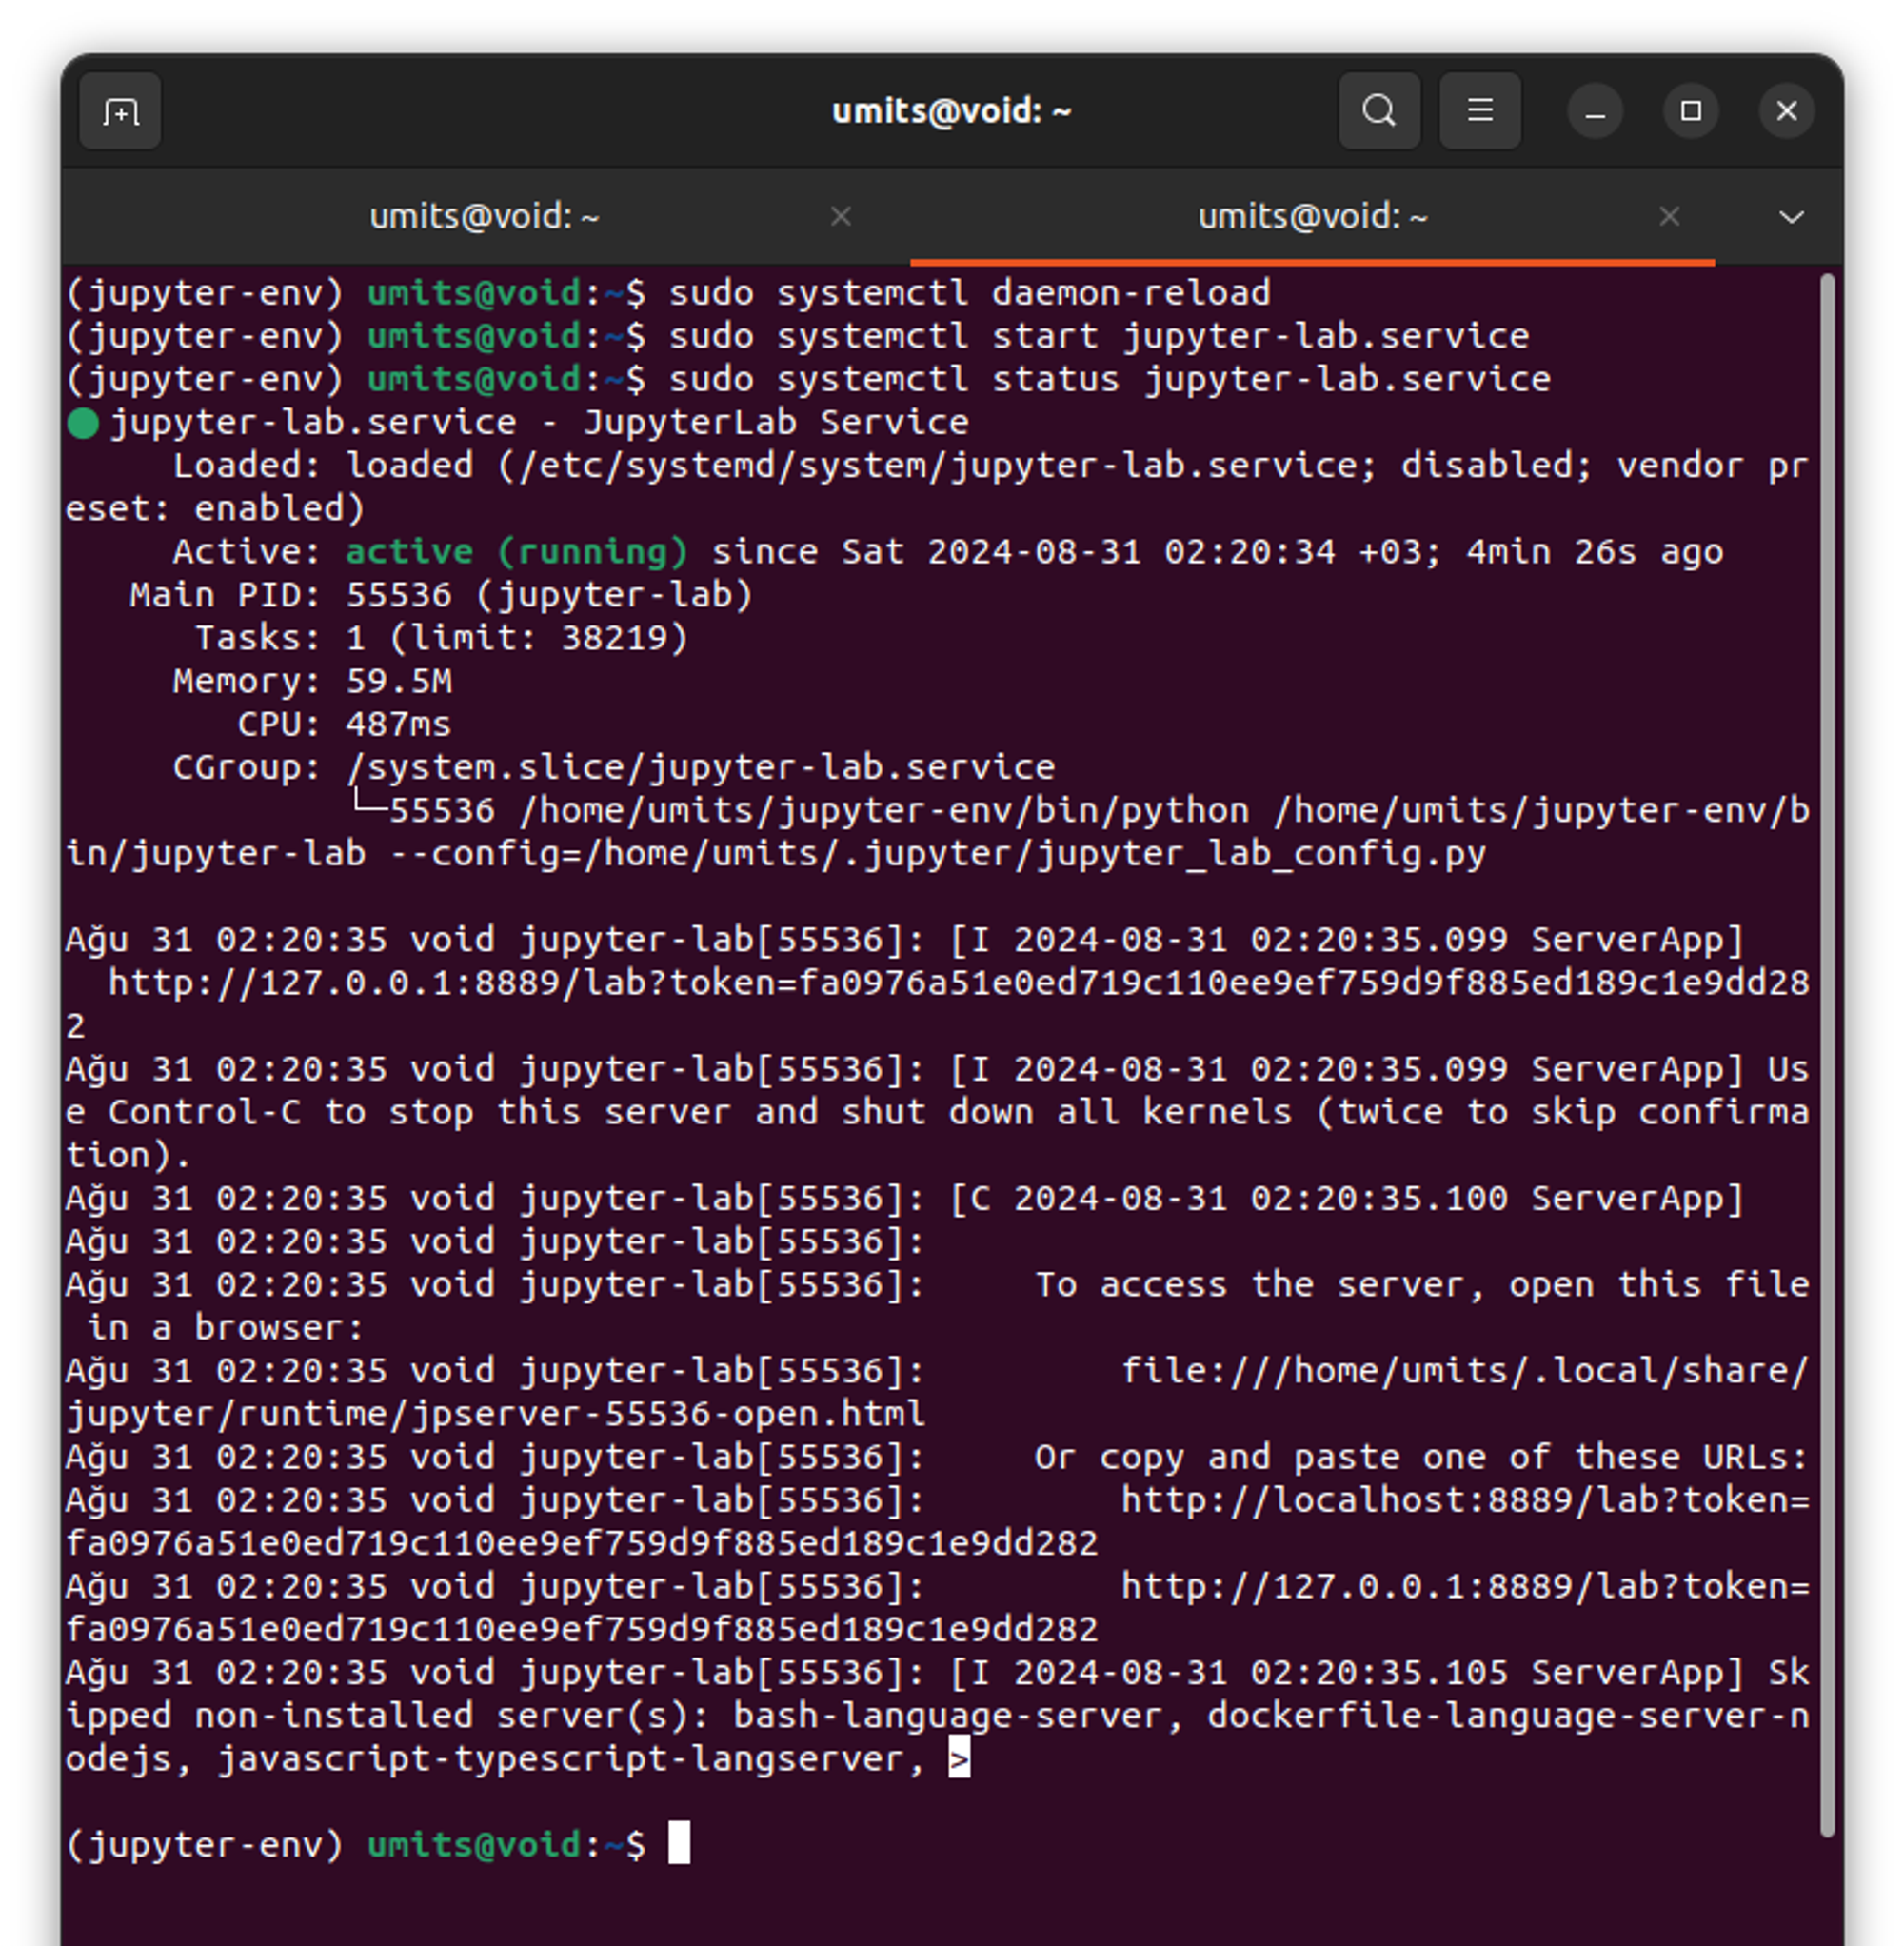 umits@void: ~
umits@void: ~
umits@void: ~
(jupyter-env) umits@void:~$ sudo systemctl daemon-reload
(jupyter-env) umits@void:~$ sudo systemctl start jupyter-lab.service
(jupyter-env) umits@void:~$ sudo systemctl status jupyter-lab.service
● jupyter-lab.service - JupyterLab Service
     Loaded: loaded (/etc/systemd/system/jupyter-lab.service; disabled; vendor pr
eset: enabled)
     Active: active (running) since Sat 2024-08-31 02:20:34 +03; 4min 26s ago
   Main PID: 55536 (jupyter-lab)
      Tasks: 1 (limit: 38219)
     Memory: 59.5M
        CPU: 487ms
     CGroup: /system.slice/jupyter-lab.service
             └─55536 /home/umits/jupyter-env/bin/python /home/umits/jupyter-env/b
in/jupyter-lab --config=/home/umits/.jupyter/jupyter_lab_config.py
Ağu 31 02:20:35 void jupyter-lab[55536]: [I 2024-08-31 02:20:35.099 ServerApp]
  http://127.0.0.1:8889/lab?token=fa0976a51e0ed719c110ee9ef759d9f885ed189c1e9dd28
2
Ağu 31 02:20:35 void jupyter-lab[55536]: [I 2024-08-31 02:20:35.099 ServerApp] Us
e Control-C to stop this server and shut down all kernels (twice to skip confirma
tion).
Ağu 31 02:20:35 void jupyter-lab[55536]: [C 2024-08-31 02:20:35.100 ServerApp]
Ağu 31 02:20:35 void jupyter-lab[55536]:
Ağu 31 02:20:35 void jupyter-lab[55536]:     To access the server, open this file
 in a browser:
Ağu 31 02:20:35 void jupyter-lab[55536]:         file:///home/umits/.local/share/
jupyter/runtime/jpserver-55536-open.html
Ağu 31 02:20:35 void jupyter-lab[55536]:     Or copy and paste one of these URLs:
Ağu 31 02:20:35 void jupyter-lab[55536]:         http://localhost:8889/lab?token=
fa0976a51e0ed719c110ee9ef759d9f885ed189c1e9dd282
Ağu 31 02:20:35 void jupyter-lab[55536]:         http://127.0.0.1:8889/lab?token=
fa0976a51e0ed719c110ee9ef759d9f885ed189c1e9dd282
Ağu 31 02:20:35 void jupyter-lab[55536]: [I 2024-08-31 02:20:35.105 ServerApp] Sk
ipped non-installed server(s): bash-language-server, dockerfile-language-server-n
odejs, javascript-typescript-langserver, >
(jupyter-env) umits@void:~$